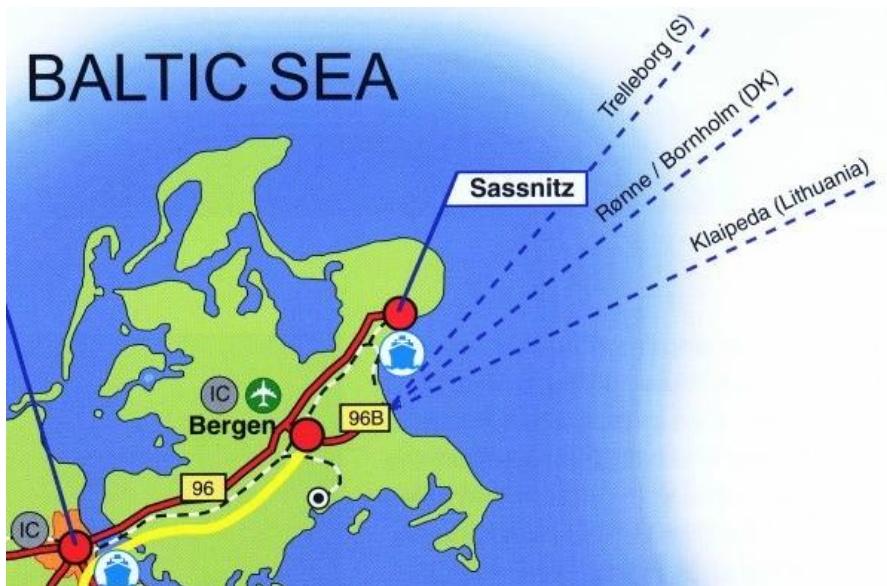 BALTIC SEA
Trelleborg (S)
Rønne / Bornholm (DK)
Klaipeda (Lithuania)
Sassnitz
IC
Bergen
96B
96
IC